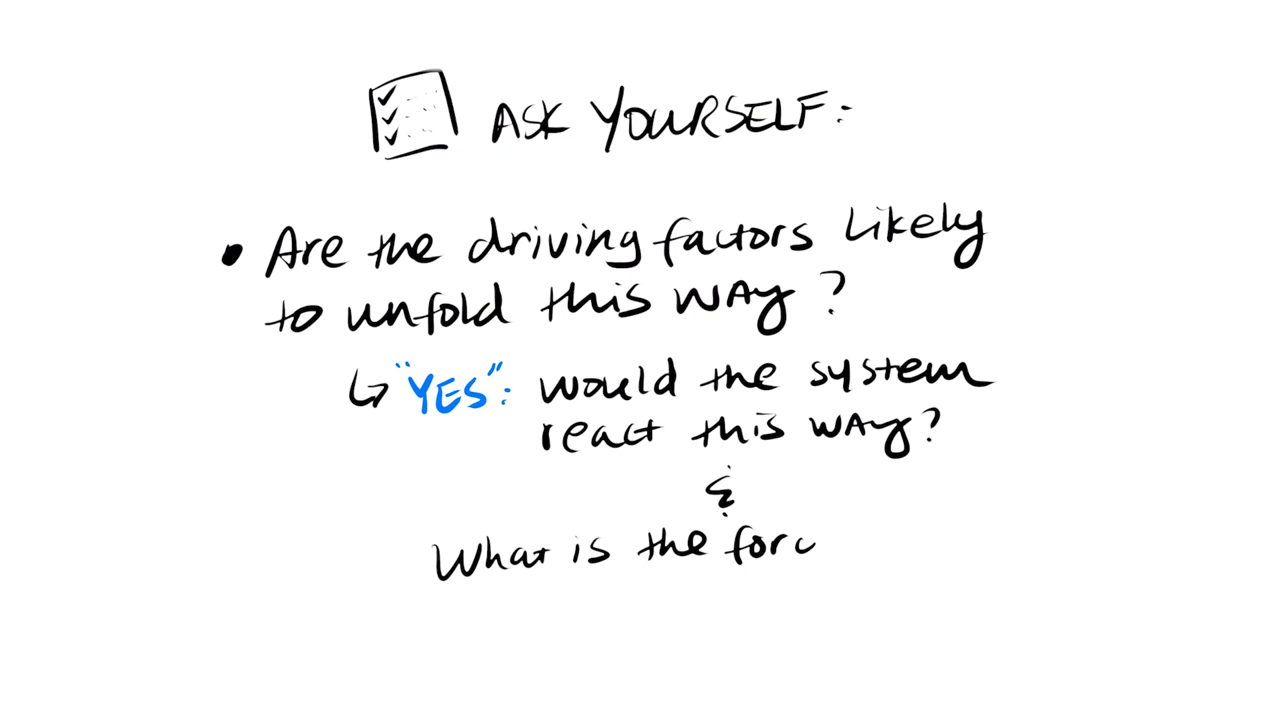 ASK YOURSELF:
• Are the driving factors likely
to unfold this way?
↳ "YES": would the system
react this way?
&
What is the forc